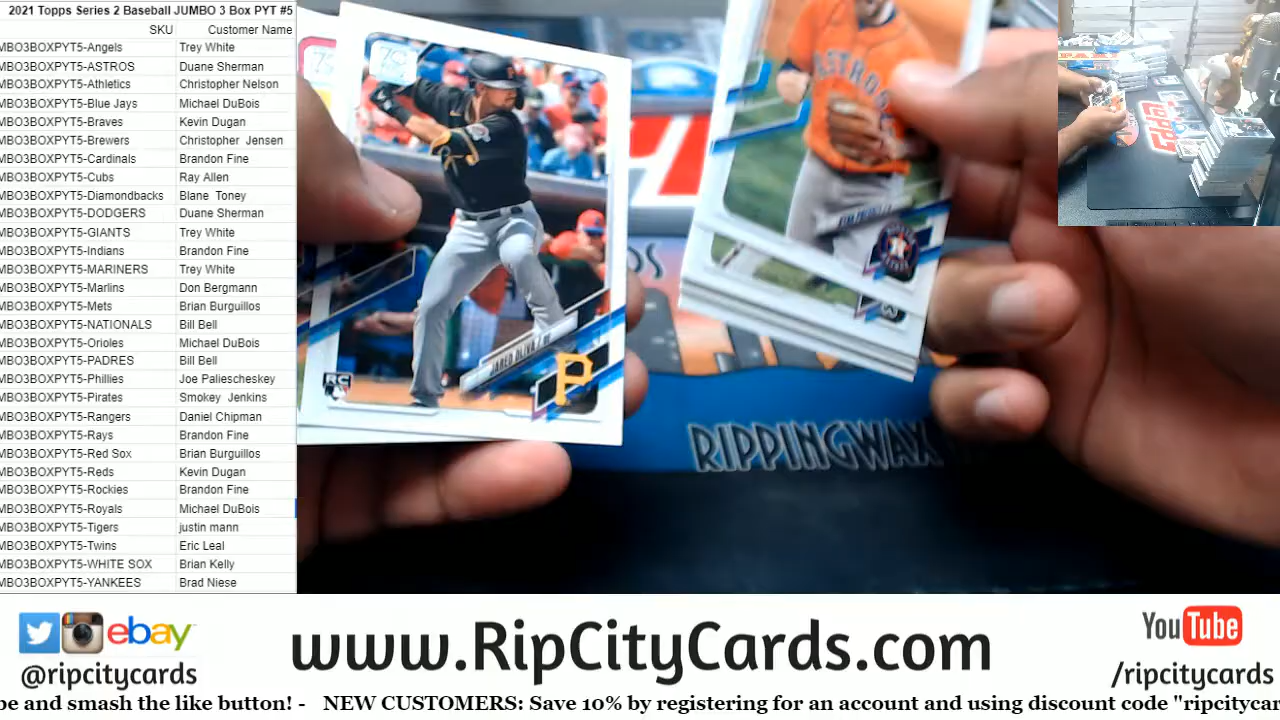 2021 Topps Series 2 Baseball JUMBO 3 Box PYT #5
SKU Customer Name
MBO3BOXPYT5-Angels Trey White
MBO3BOXPYT5-ASTROS Duane Sherman
MBO3BOXPYT5-Athletics Christopher Nelson
MBO3BOXPYT5-Blue Jays Michael DuBois
MBO3BOXPYT5-Braves Kevin Dugan
MBO3BOXPYT5-Brewers Christopher Jensen
MBO3BOXPYT5-Cardinals Brandon Fine
MBO3BOXPYT5-Cubs Ray Allen
MBO3BOXPYT5-Diamondbacks Blane Toney
MBO3BOXPYT5-DODGERS Duane Sherman
MBO3BOXPYT5-GIANTS Trey White
MBO3BOXPYT5-Indians Brandon Fine
MBO3BOXPYT5-MARINERS Trey White
MBO3BOXPYT5-Marlins Don Bergmann
MBO3BOXPYT5-Mets Brian Burguillos
MBO3BOXPYT5-NATIONALS Bill Bell
MBO3BOXPYT5-Orioles Michael DuBois
MBO3BOXPYT5-PADRES Bill Bell
MBO3BOXPYT5-Phillies Joe Paliescheskey
MBO3BOXPYT5-Pirates Smokey Jenkins
MBO3BOXPYT5-Rangers Daniel Chipman
MBO3BOXPYT5-Rays Brandon Fine
MBO3BOXPYT5-Red Sox Brian Burguillos
MBO3BOXPYT5-Reds Kevin Dugan
MBO3BOXPYT5-Rockies Brandon Fine
MBO3BOXPYT5-Royals Michael DuBois
MBO3BOXPYT5-Tigers justin mann
MBO3BOXPYT5-Twins Eric Leal
MBO3BOXPYT5-WHITE SOX Brian Kelly
MBO3BOXPYT5-YANKEES Brad Niese
JARED OLIVA / OF
RC
P
RIPPINGWAX
topps
ebay
@ripcitycards
www.RipCityCards.com
YouTube
/ripcitycards
be and smash the like button! - NEW CUSTOMERS: Save 10% by registering for an account and using discount code "ripcitycar